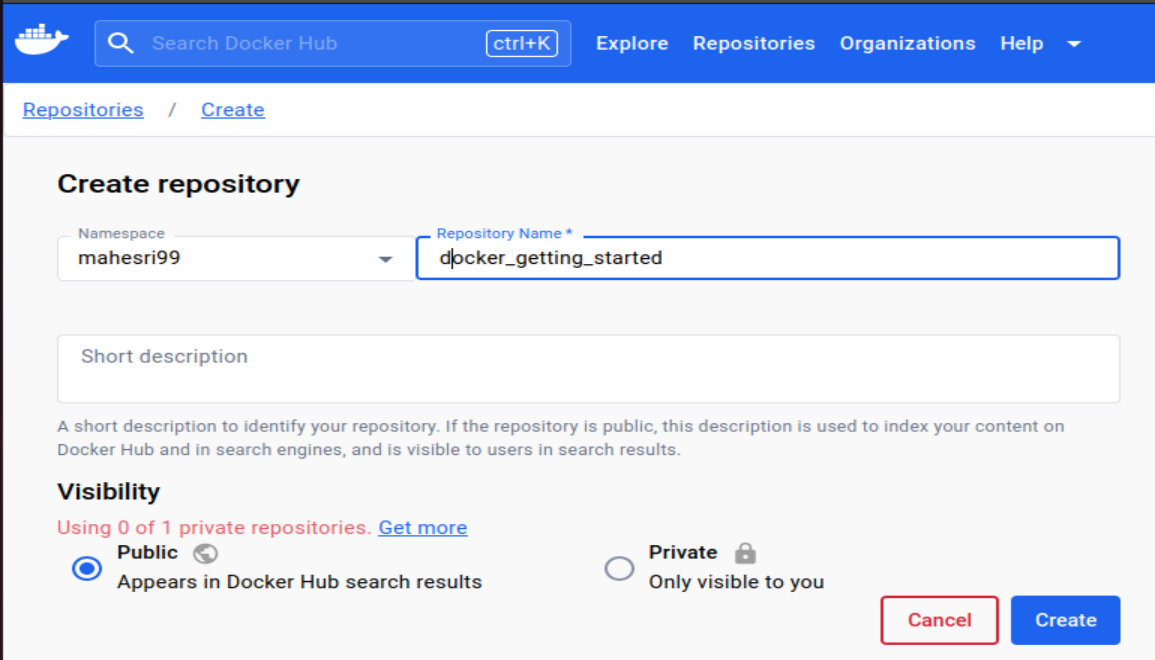 Search Docker Hub ctrl+K Explore Repositories Organizations Help
Repositories / Create
Create repository
Namespace Repository Name *
mahesri99 docker_getting_started
Short description
A short description to identify your repository. If the repository is public, this description is used to index your content on
Docker Hub and in search engines, and is visible to users in search results.
Visibility
Using 0 of 1 private repositories. Get more
Public Private
Appears in Docker Hub search results Only visible to you
Cancel Create